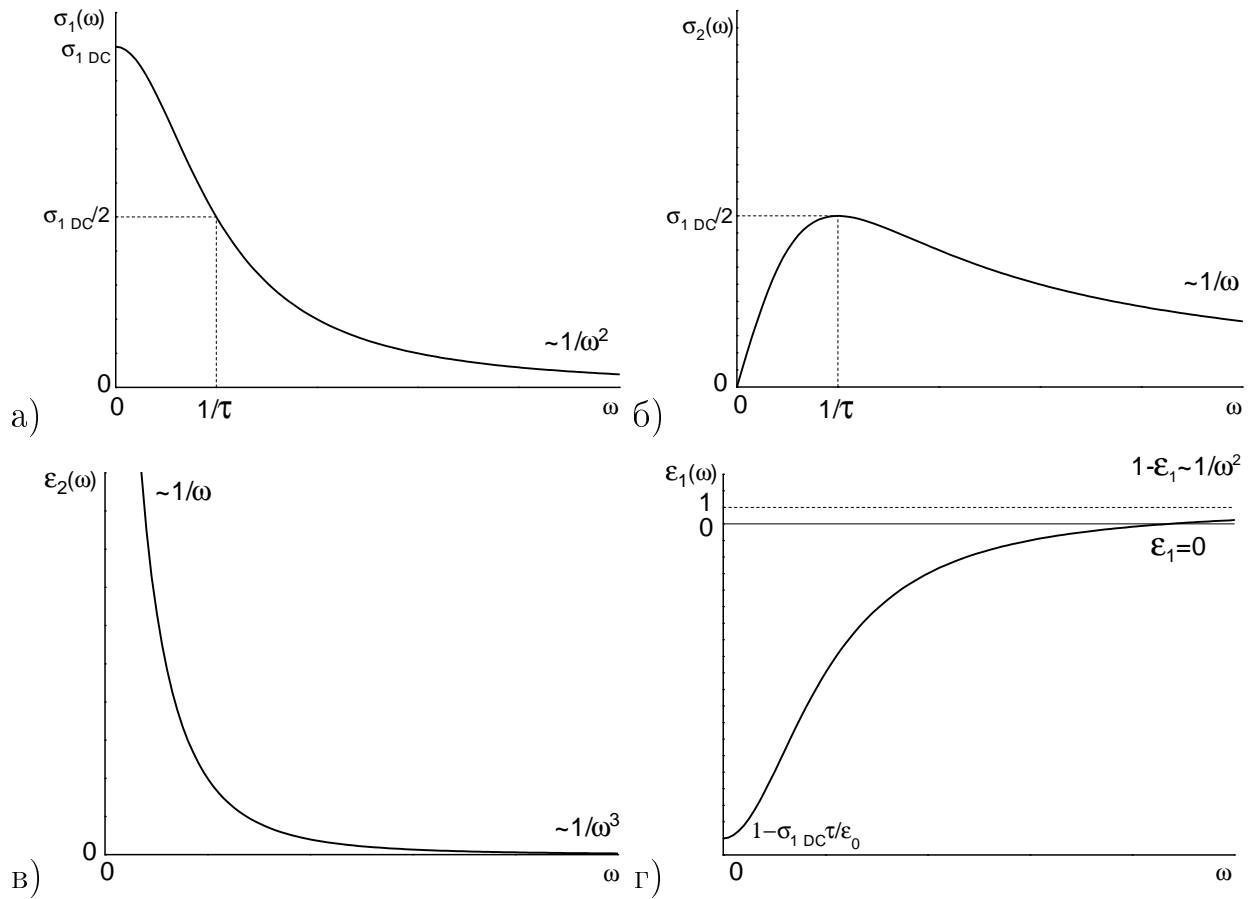 σ₁(ω)
σ₁ DC
σ₁ DC/2
~1/ω²
0
0
1/τ
ω
а)
σ₂(ω)
σ₁ DC/2
~1/ω
0
0
1/τ
ω
б)
ε₂(ω)
~1/ω
~1/ω³
0
0
ω
в)
ε₁(ω)
1-ε₁~1/ω²
1
0
ε₁=0
1−σ₁ DCτ/ε₀
0
ω
г)